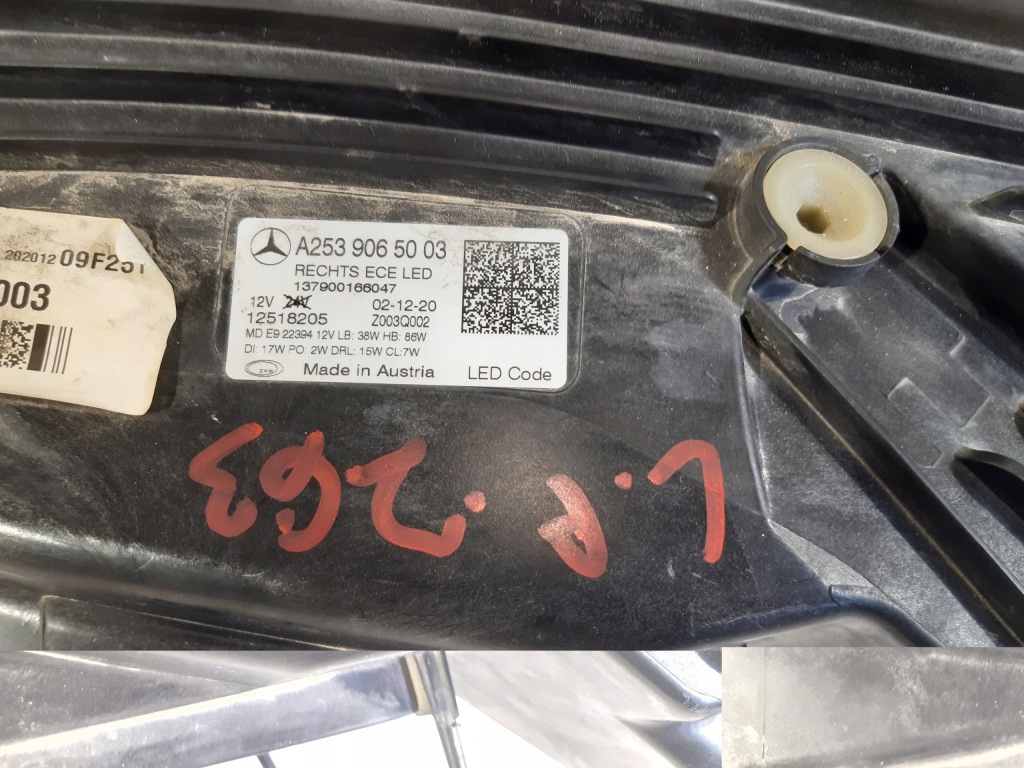 202012 09F251
003
A253 906 50 03
RECHTS ECE LED
137900166047
12V 24V 02-12-20
12518205 Z003Q002
MD E9 22394 12V LB: 38W HB: 86W
DI: 17W PO: 2W DRL: 15W CL:7W
ZKW Made in Austria LED Code